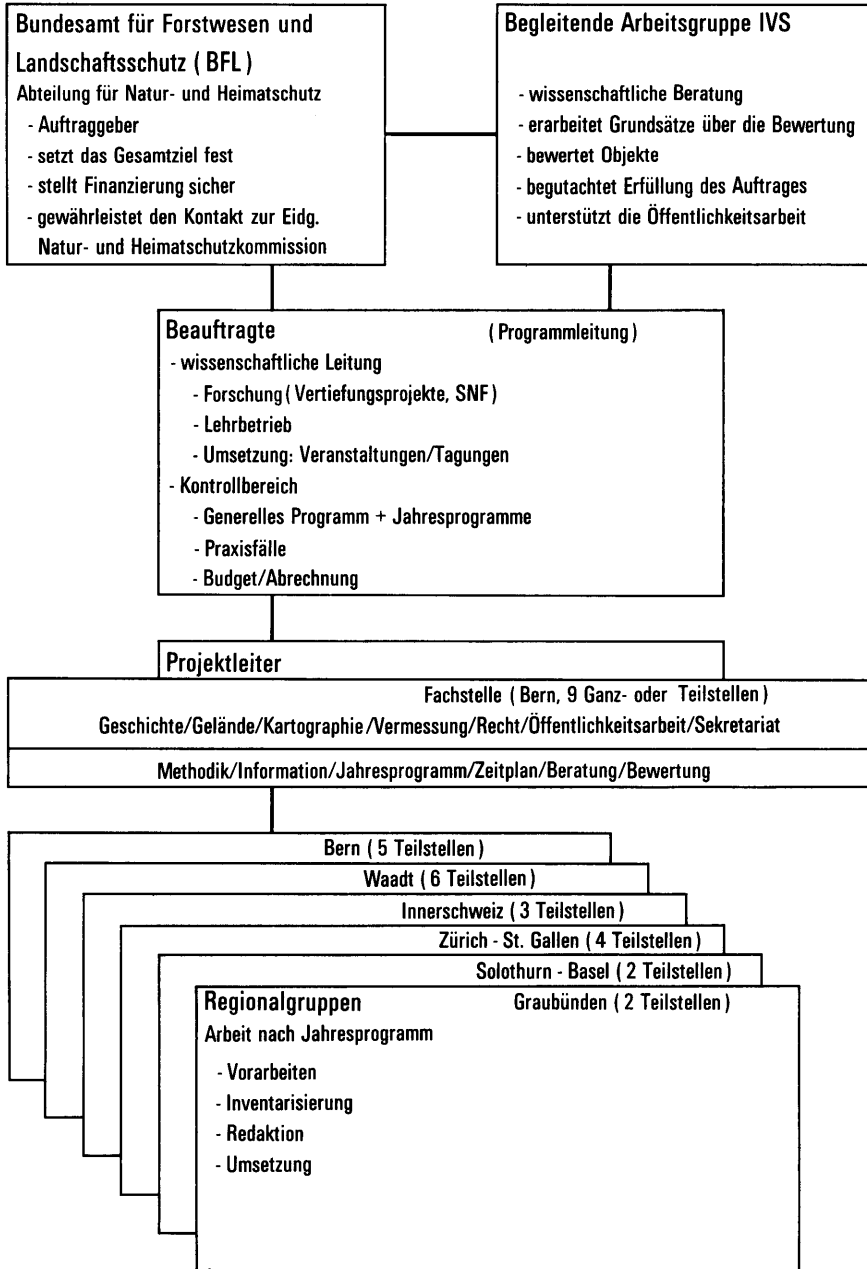 Bundesamt für Forstwesen und
Landschaftsschutz ( BFL )
Abteilung für Natur- und Heimatschutz
- Auftraggeber
- setzt das Gesamtziel fest
- stellt Finanzierung sicher
- gewährleistet den Kontakt zur Eidg.
Natur- und Heimatschutzkommission
Begleitende Arbeitsgruppe IVS
- wissenschaftliche Beratung
- erarbeitet Grundsätze über die Bewertung
- bewertet Objekte
- begutachtet Erfüllung des Auftrages
- unterstützt die Öffentlichkeitsarbeit
Beauftragte ( Programmleitung )
- wissenschaftliche Leitung
- Forschung ( Vertiefungsprojekte, SNF )
- Lehrbetrieb
- Umsetzung: Veranstaltungen/Tagungen
- Kontrollbereich
- Generelles Programm + Jahresprogramme
- Praxisfälle
- Budget/Abrechnung
Projektleiter
Fachstelle ( Bern, 9 Ganz- oder Teilstellen )
Geschichte/Gelände/Kartographie/Vermessung/Recht/Öffentlichkeitsarbeit/Sekretariat
Methodik/Information/Jahresprogramm/Zeitplan/Beratung/Bewertung
Bern ( 5 Teilstellen )
Waadt ( 6 Teilstellen )
Innerschweiz ( 3 Teilstellen )
Zürich - St. Gallen ( 4 Teilstellen )
Solothurn - Basel ( 2 Teilstellen )
Regionalgruppen Graubünden ( 2 Teilstellen )
Arbeit nach Jahresprogramm
- Vorarbeiten
- Inventarisierung
- Redaktion
- Umsetzung